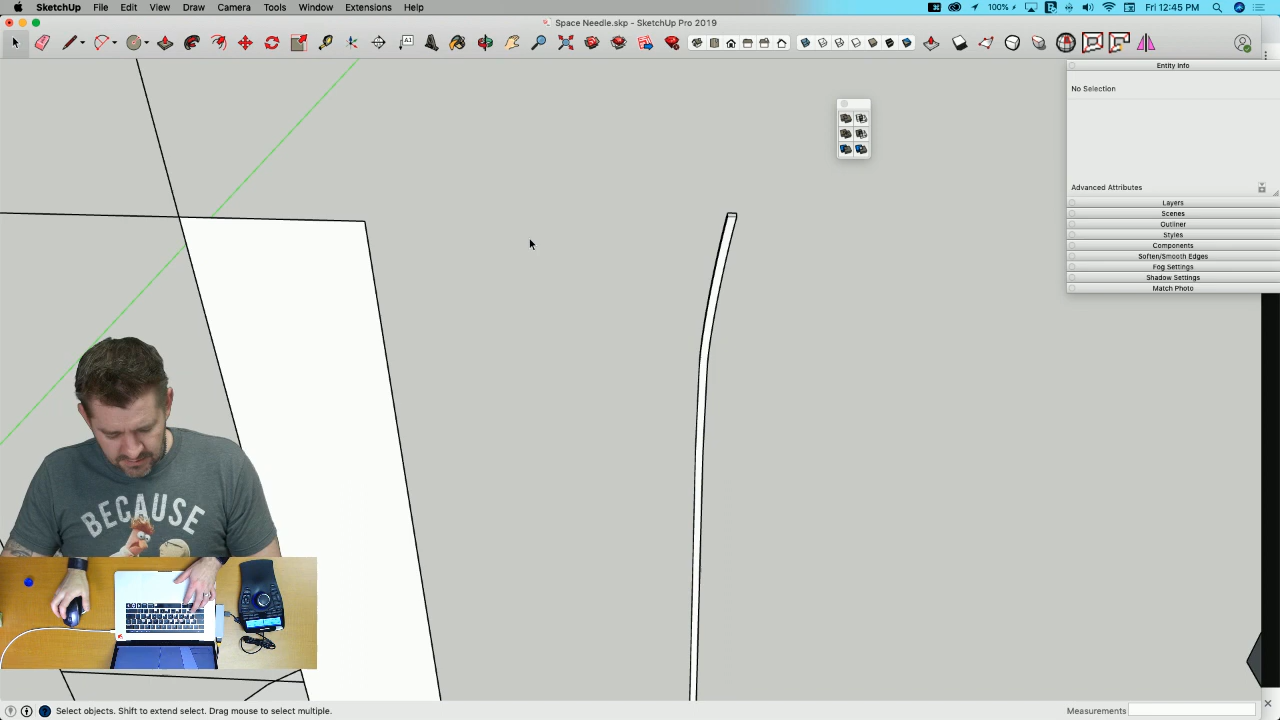 SketchUp File Edit View Draw Camera Tools Window Extensions Help
100% Fri 12:45 PM
Space Needle.skp - SketchUp Pro 2019
Entity Info
No Selection
Advanced Attributes
Layers
Scenes
Outliner
Styles
Components
Soften/Smooth Edges
Fog Settings
Shadow Settings
Match Photo
BECAUSE
Select objects. Shift to extend select. Drag mouse to select multiple.
Measurements